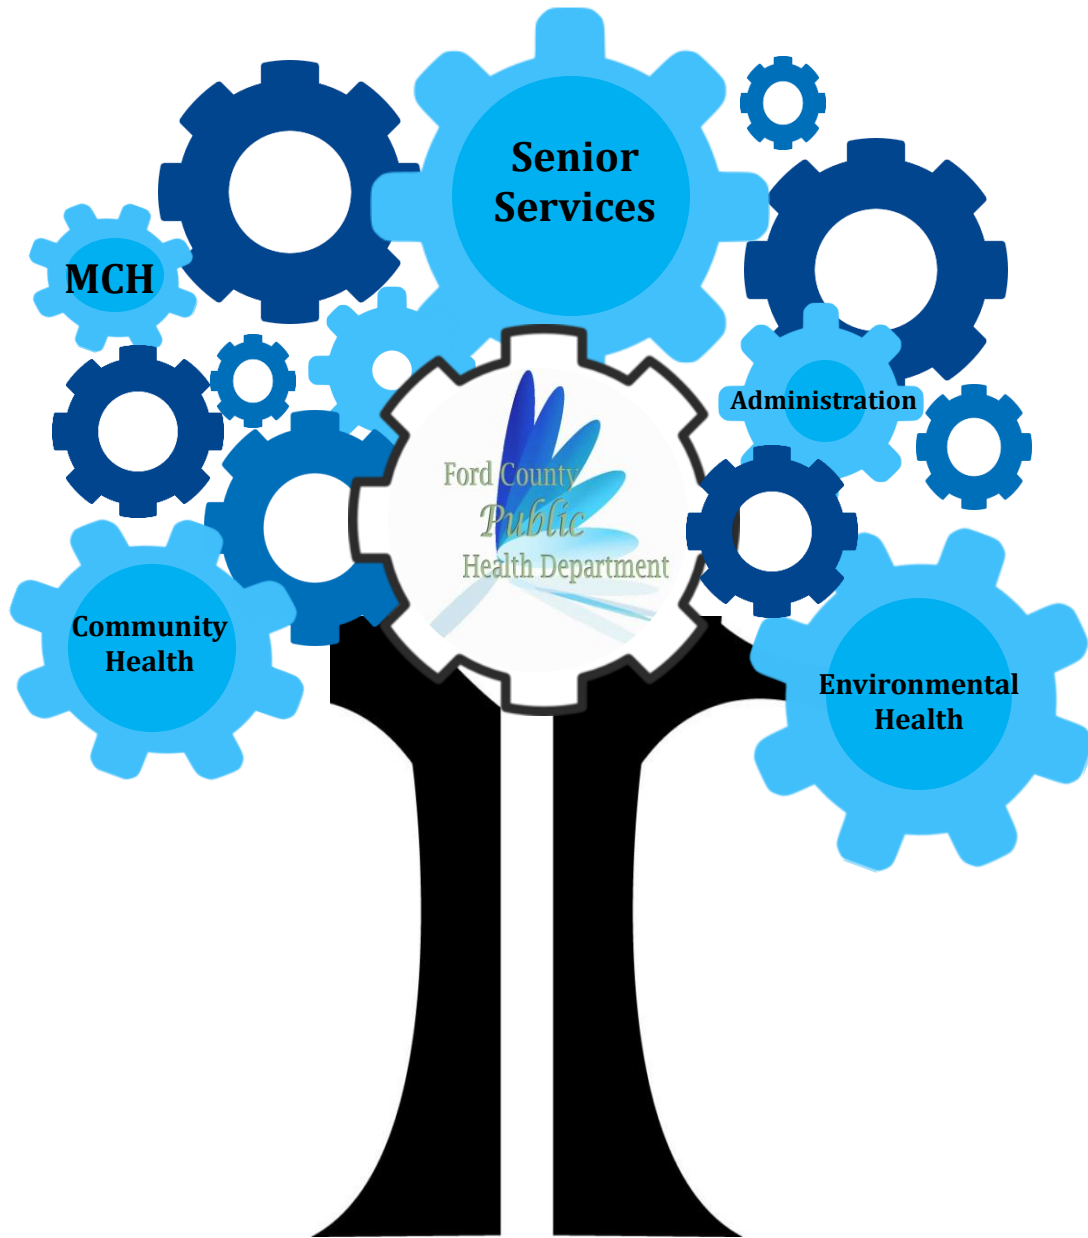 Senior
Services
MCH
Administration
Ford County
Public
Health Department
Community
Health
Environmental
Health